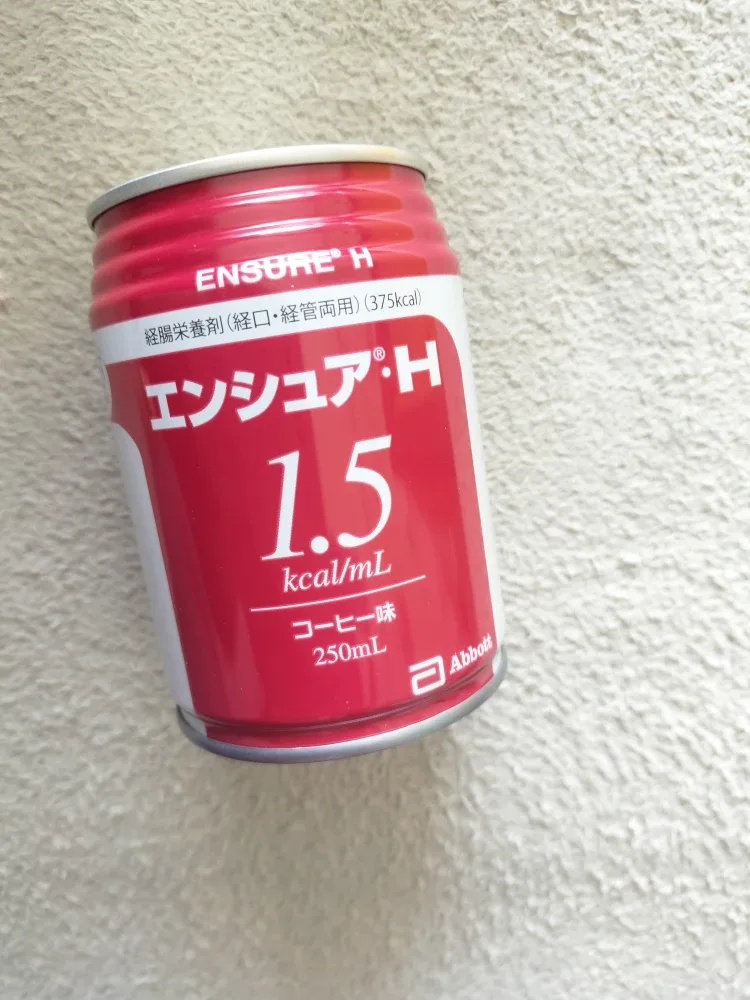 ENSURE® H
経腸栄養剤(経口・経管両用)(375kcal)
エンシュア®・H
1.5
kcal/mL
コーヒー味
250mL
Abbott